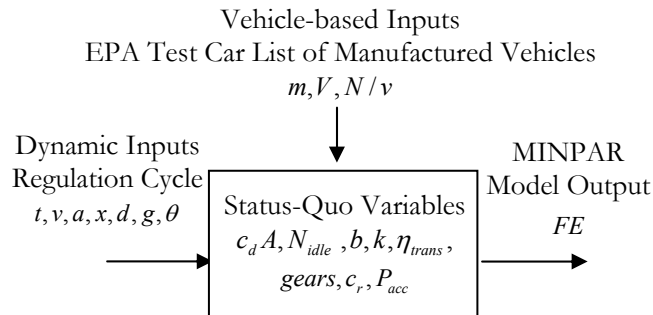 Vehicle-based Inputs
EPA Test Car List of Manufactured Vehicles
m, V, N / v
Dynamic Inputs
Regulation Cycle
t, v, a, x, d, g, θ
Status-Quo Variables
c_d A, N_idle , b, k, η_trans ,
gears, c_r , P_acc
MINPAR
Model Output
FE